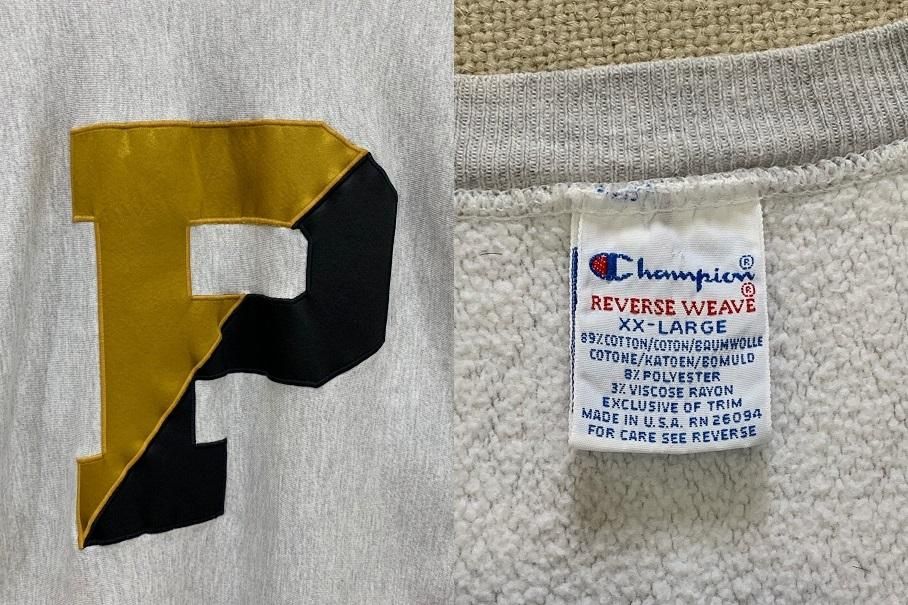 P
Champion®
REVERSE WEAVE®
XX-LARGE
89% COTTON/COTON/BAUMWOLLE
COTONE/KATOEN/BOMULD
8% POLYESTER
3% VISCOSE RAYON
EXCLUSIVE OF TRIM
MADE IN U.S.A. RN 26094
FOR CARE SEE REVERSE